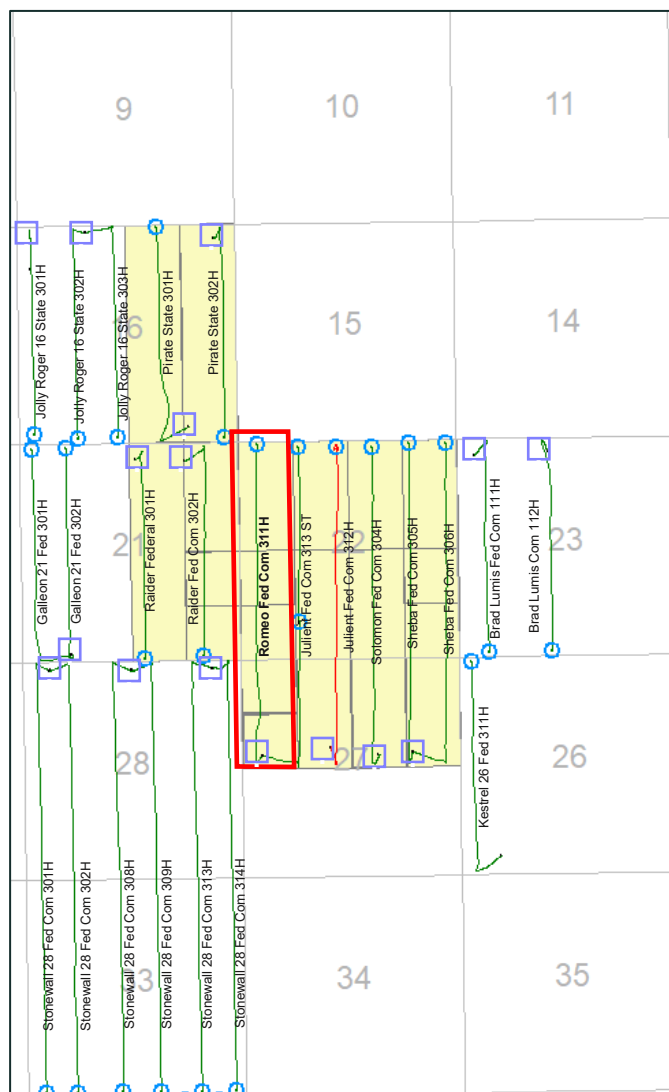 9
10
11
Jolly Roger 16 State 301H
Jolly Roger 16 State 302H
Jolly Roger 16 State 303H
16
Pirate State 301H
Pirate State 302H
15
14
Galleon 21 Fed 301H
Galleon 21 Fed 302H
21
Raider Federal 301H
Raider Fed Com 302H
Romeo Fed Com 311H
Julient Fed Com 313 ST
22
Julient Fed Com 312H
Solomon Fed Com 304H
Sheba Fed Com 305H
Sheba Fed Com 306H
Brad Lumis Fed Com 111H
Brad Lumis Com 112H
23
28
27
Kestrel 26 Fed 311H
26
Stonewall 28 Fed Com 301H
Stonewall 28 Fed Com 302H
Stonewall 28 Fed Com 308H
33
Stonewall 28 Fed Com 309H
Stonewall 28 Fed Com 313H
Stonewall 28 Fed Com 314H
34
35